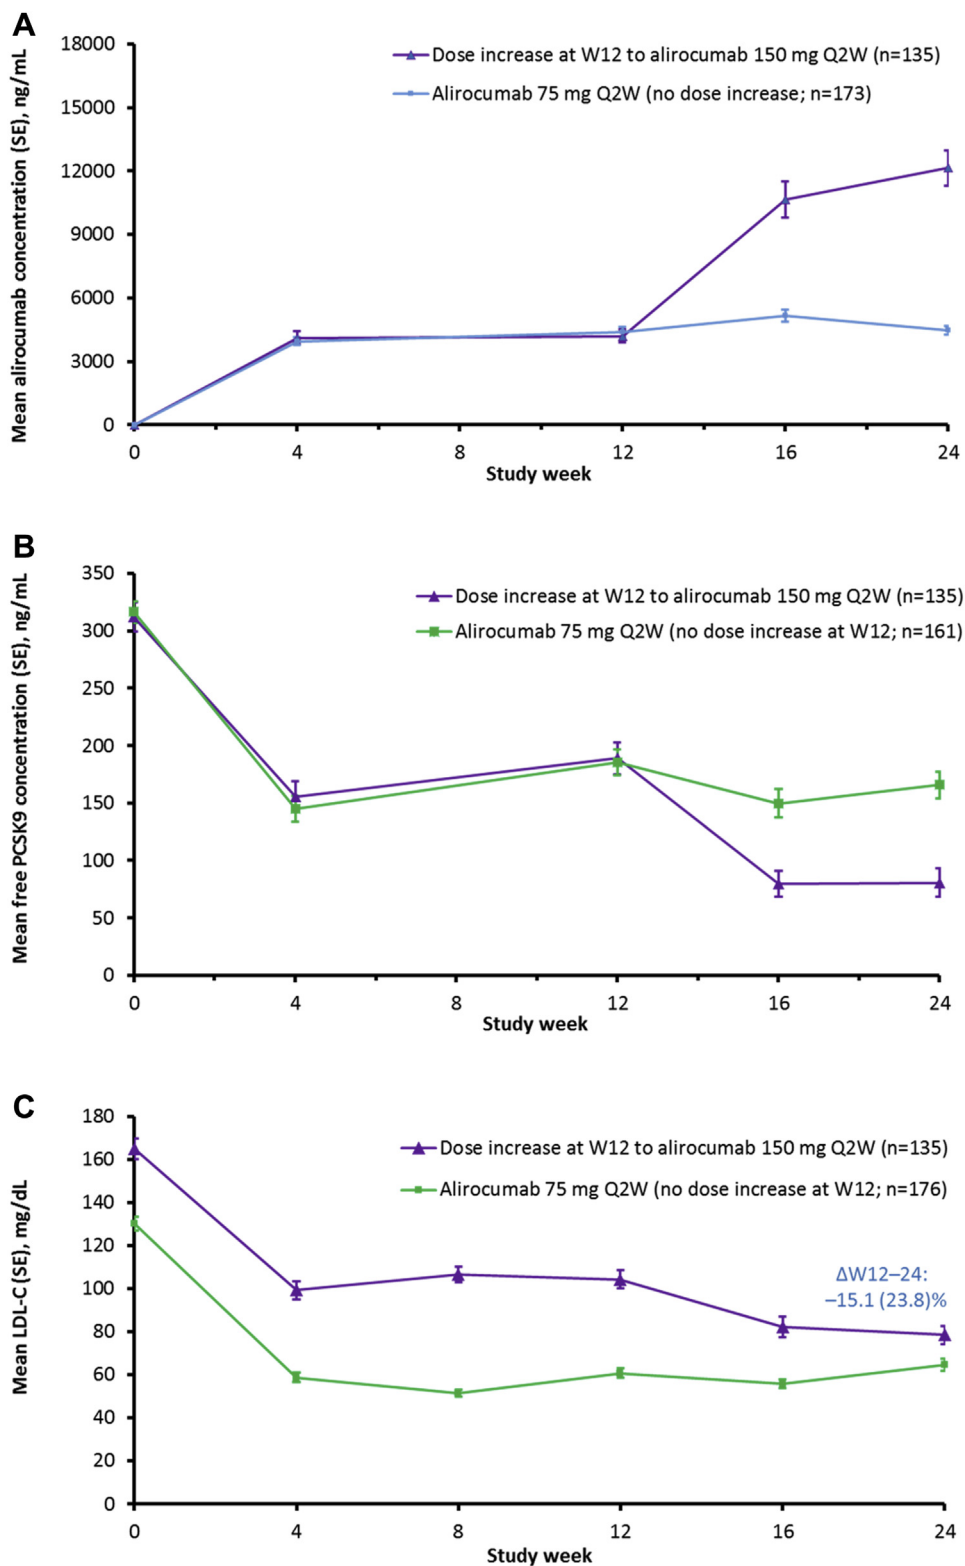 A
Mean alirocumab concentration (SE), ng/mL
18000
15000
12000
9000
6000
3000
0
Dose increase at W12 to alirocumab 150 mg Q2W (n=135)
Alirocumab 75 mg Q2W (no dose increase; n=173)
0 4 8 12 16 24
Study week
B
Mean free PCSK9 concentration (SE), ng/mL
350
300
250
200
150
100
50
0
Dose increase at W12 to alirocumab 150 mg Q2W (n=135)
Alirocumab 75 mg Q2W (no dose increase at W12; n=161)
0 4 8 12 16 24
Study week
C
Mean LDL-C (SE), mg/dL
180
160
140
120
100
80
60
40
20
0
Dose increase at W12 to alirocumab 150 mg Q2W (n=135)
Alirocumab 75 mg Q2W (no dose increase at W12; n=176)
ΔW12–24:
–15.1 (23.8)%
0 4 8 12 16 24
Study week